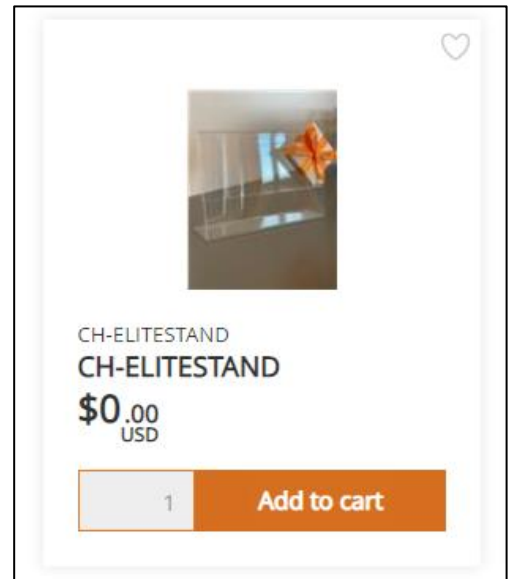 CH-ELITESTAND
CH-ELITESTAND
$0.00
USD
1 Add to cart